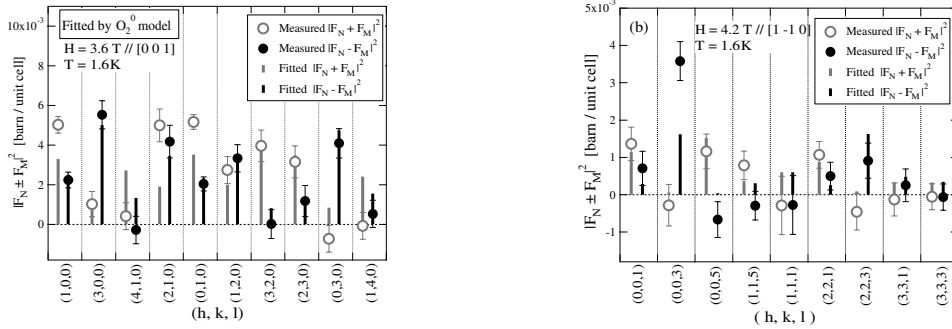 10x10⁻³
8
6
4
2
0
-2
|F_N ± F_M|² [barn / unit cell]
Fitted by O₂⁰ model
H = 3.6 T // [0 0 1]
T = 1.6K
Measured |F_N + F_M|²
Measured |F_N - F_M|²
Fitted |F_N + F_M|²
Fitted |F_N - F_M|²
(1,0,0)
(3,0,0)
(4,1,0)
(2,1,0)
(0,1,0)
(1,2,0)
(3,2,0)
(2,3,0)
(0,3,0)
(1,4,0)
(h, k, l)
5x10⁻³
4
3
2
1
0
-1
|F_N ± F_M|² [barn / unit cell]
(b)
H = 4.2 T // [1 -1 0]
T = 1.6K
Measured |F_N + F_M|²
Measured |F_N - F_M|²
Fitted |F_N + F_M|²
Fitted |F_N - F_M|²
(0,0,1)
(0,0,3)
(0,0,5)
(1,1,5)
(1,1,1)
(2,2,1)
(2,2,3)
(3,3,1)
(3,3,3)
( h, k, l )